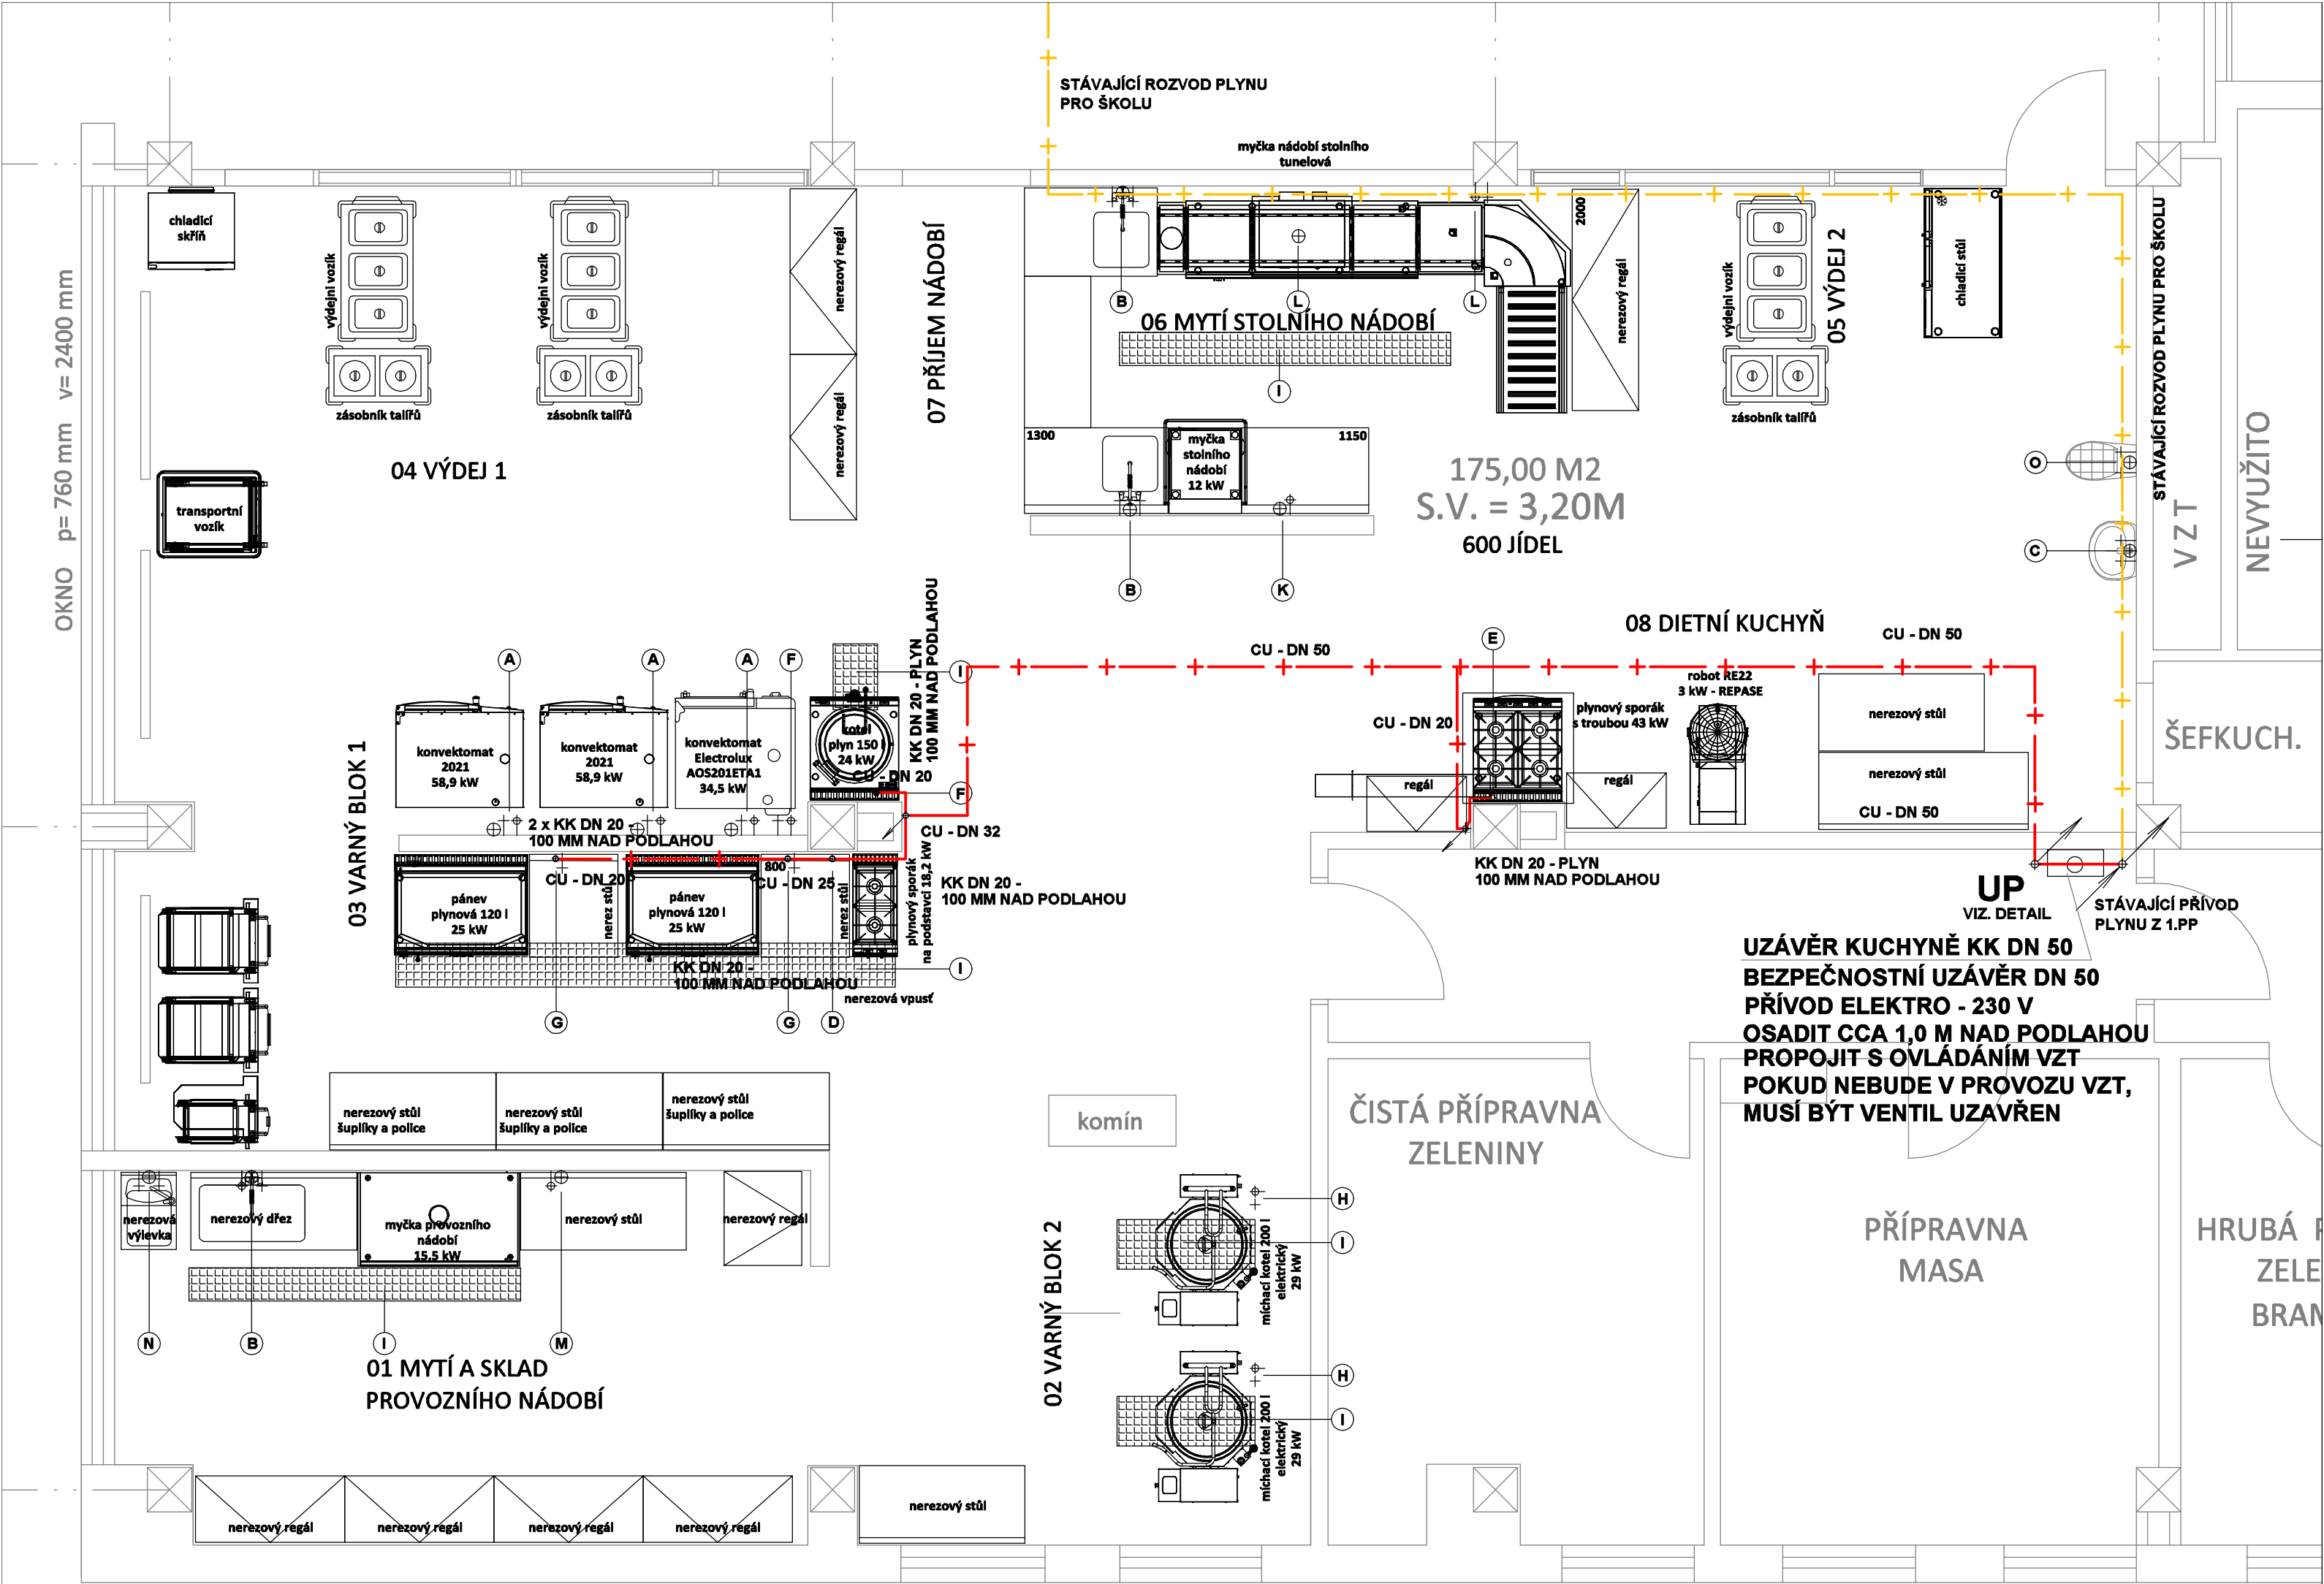 STÁVAJÍCÍ ROZVOD PLYNU
PRO ŠKOLU
myčka nádobí stolního
tunelová
chladicí
skříň
výdejní vozík
výdejní vozík
nerezový regál
07 PŘÍJEM NÁDOBÍ
B
L
L
2000
nerezový regál
výdejní vozík
05 VÝDEJ 2
chladicí stůl
STÁVAJÍCÍ ROZVOD PLYNU PRO ŠKOLU
OKNO p= 760 mm v= 2400 mm
06 MYTÍ STOLNÍHO NÁDOBÍ
I
zásobník talířů
zásobník talířů
nerezový regál
zásobník talířů
04 VÝDEJ 1
1300
1150
myčka
stolního
nádobí
12 kW
175,00 M2
S.V. = 3,20M
600 JÍDEL
O
C
V Z T
NEVYUŽITO
transportní
vozík
B
K
08 DIETNÍ KUCHYŇ
CU - DN 50
CU - DN 50
E
A
A
A
F
I
KK DN 20 - PLYN
100 MM NAD PODLAHOU
robot RE22
3 kW - REPASE
plynový sporák
s troubou 43 kW
CU - DN 20
nerezový stůl
ŠEFKUCH.
03 VARNÝ BLOK 1
konvektomat
2021
58,9 kW
konvektomat
2021
58,9 kW
konvektomat
Electrolux
AOS201ETA1
34,5 kW
kotel
plyn 150 l
24 kW
CU - DN 20
F
regál
regál
nerezový stůl
CU - DN 50
2 x KK DN 20 -
100 MM NAD PODLAHOU
CU - DN 32
KK DN 20 - PLYN
100 MM NAD PODLAHOU
800
CU - DN 20
CU - DN 25
pánev
plynová 120 l
25 kW
nerez stůl
pánev
plynová 120 l
25 kW
nerez stůl
plynový sporák
na podstavci 18,2 kW
KK DN 20 -
100 MM NAD PODLAHOU
UP
VIZ. DETAIL
STÁVAJÍCÍ PŘÍVOD
PLYNU Z 1.PP
KK DN 20 -
100 MM NAD PODLAHOU
I
nerezová vpusť
G
G
D
UZÁVĚR KUCHYNĚ KK DN 50
BEZPEČNOSTNÍ UZÁVĚR DN 50
PŘÍVOD ELEKTRO - 230 V
OSADIT CCA 1,0 M NAD PODLAHOU
PROPOJIT S OVLÁDÁNÍM VZT
POKUD NEBUDE V PROVOZU VZT,
MUSÍ BÝT VENTIL UZAVŘEN
nerezový stůl
šuplíky a police
nerezový stůl
šuplíky a police
nerezový stůl
šuplíky a police
komín
ČISTÁ PŘÍPRAVNA
ZELENINY
nerezová
výlevka
nerezový dřez
myčka provozního
nádobí
15,5 kW
nerezový stůl
nerezový regál
02 VARNÝ BLOK 2
míchací kotel 200 l
elektrický
29 kW
H
I
PŘÍPRAVNA
MASA
HRUBÁ
ZELE
BRAM
N
B
I
M
01 MYTÍ A SKLAD
PROVOZNÍHO NÁDOBÍ
míchací kotel 200 l
elektrický
29 kW
H
I
nerezový regál
nerezový regál
nerezový regál
nerezový regál
nerezový stůl